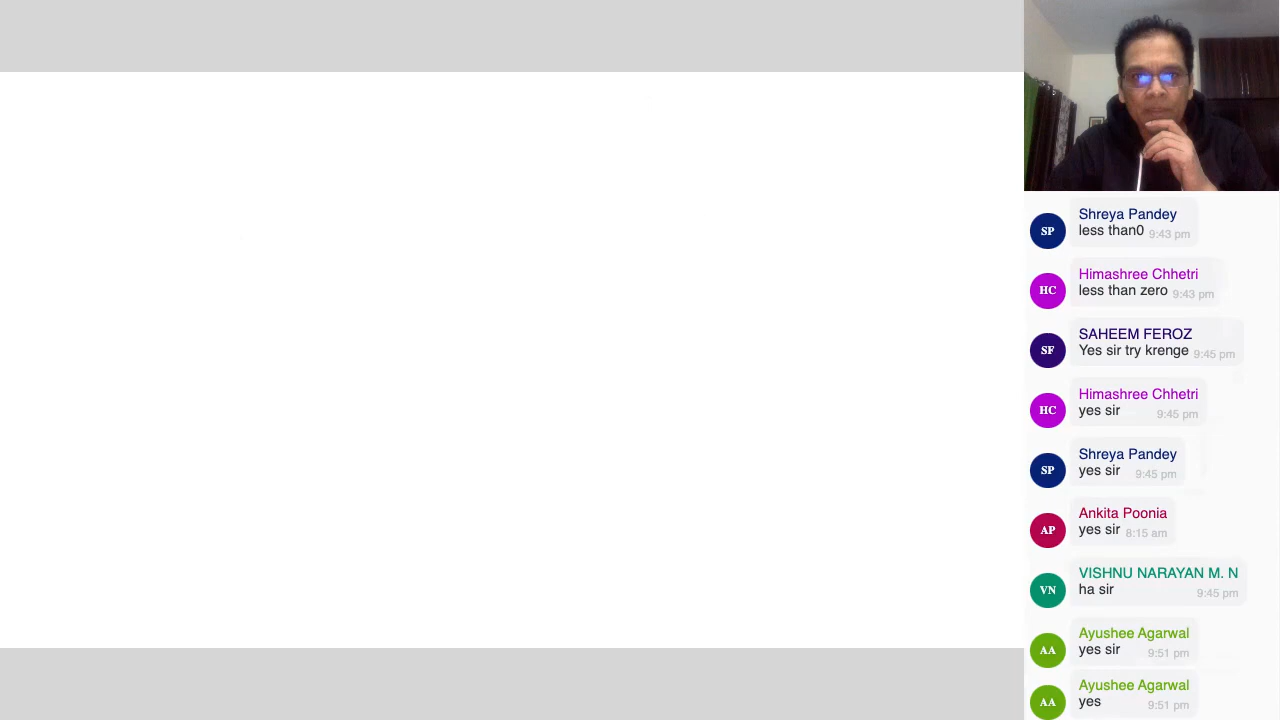 SP
Shreya Pandey
less than0 9:43 pm
HC
Himashree Chhetri
less than zero 9:43 pm
SF
SAHEEM FEROZ
Yes sir try krenge 9:45 pm
HC
Himashree Chhetri
yes sir 9:45 pm
SP
Shreya Pandey
yes sir 9:45 pm
AP
Ankita Poonia
yes sir 8:15 am
VN
VISHNU NARAYAN M. N
ha sir 9:45 pm
AA
Ayushee Agarwal
yes sir 9:51 pm
AA
Ayushee Agarwal
yes 9:51 pm